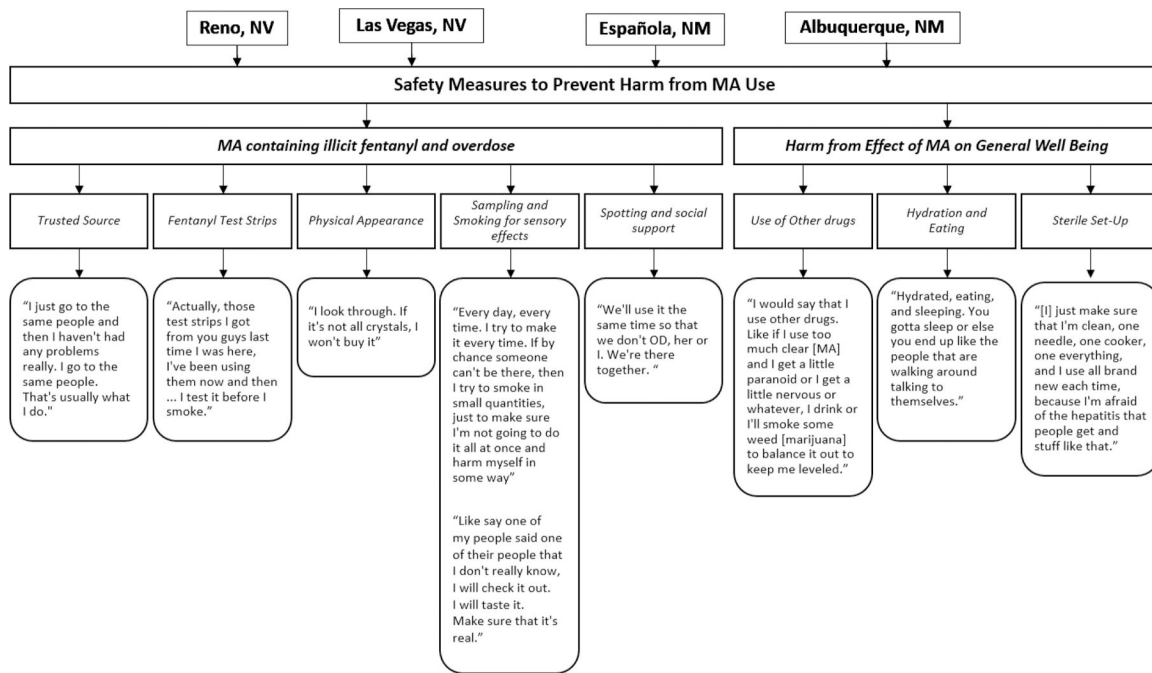 Reno, NV
Las Vegas, NV
Española, NM
Albuquerque, NM
Safety Measures to Prevent Harm from MA Use
MA containing illicit fentanyl and overdose
Harm from Effect of MA on General Well Being
Trusted Source
Fentanyl Test Strips
Physical Appearance
Sampling and
Smoking for sensory
effects
Spotting and social
support
Use of Other drugs
Hydration and
Eating
Sterile Set-Up
“I just go to the
same people and
then I haven't had
any problems
really. I go to the
same people.
That's usually what
I do."
“Actually, those
test strips I got
from you guys last
time I was here,
I've been using
them now and then
... I test it before I
smoke.”
“I look through. If
it's not all crystals, I
won't buy it”
“Every day, every
time. I try to make
it every time. If by
chance someone
can't be there, then
I try to smoke in
small quantities,
just to make sure
I'm not going to do
it all at once and
harm myself in
some way”
“Like say one of
my people said one
of their people that
I don't really know,
I will check it out.
I will taste it.
Make sure that it's
real.”
“We'll use it the
same time so that
we don't OD, her or
I. We're there
together. “
“I would say that I
use other drugs.
Like if I use too
much clear [MA]
and I get a little
paranoid or I get a
little nervous or
whatever, I drink or
I'll smoke some
weed [marijuana]
to balance it out to
keep me leveled.”
“Hydrated, eating,
and sleeping. You
gotta sleep or else
you end up like the
people that are
walking around
talking to
themselves.”
“[I] just make sure
that I'm clean, one
needle, one cooker,
one everything,
and I use all brand
new each time,
because I'm afraid
of the hepatitis that
people get and
stuff like that.”